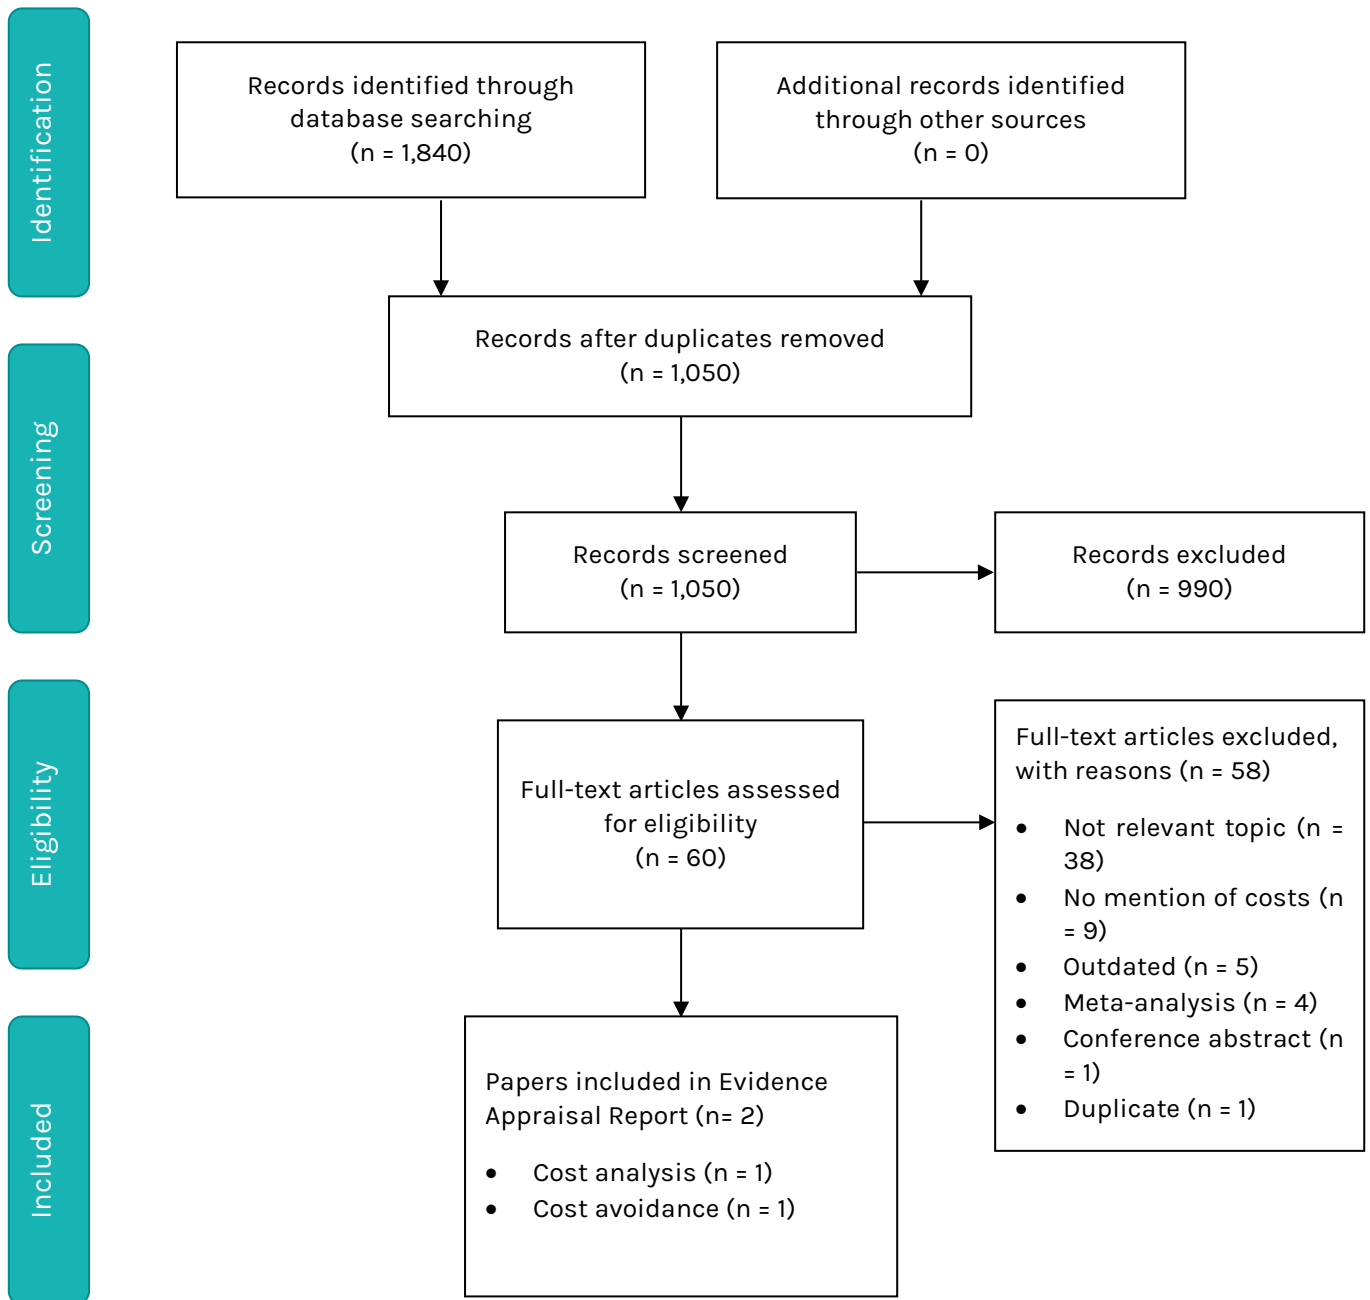 Identification
Records identified through
database searching
(n = 1,840)
Additional records identified
through other sources
(n = 0)
Records after duplicates removed
(n = 1,050)
Screening
Records screened
(n = 1,050)
Records excluded
(n = 990)
Eligibility
Full-text articles assessed
for eligibility
(n = 60)
Full-text articles excluded,
with reasons (n = 58)
• Not relevant topic (n =
38)
• No mention of costs (n
= 9)
• Outdated (n = 5)
• Meta-analysis (n = 4)
• Conference abstract (n
= 1)
• Duplicate (n = 1)
Included
Papers included in Evidence
Appraisal Report (n= 2)
• Cost analysis (n = 1)
• Cost avoidance (n = 1)